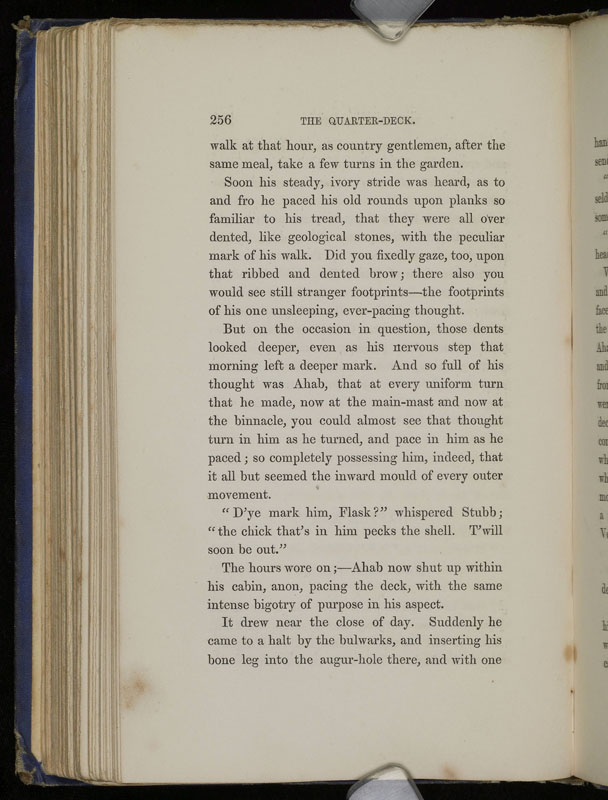 256 THE QUARTER-DECK.
walk at that hour, as country gentlemen, after the
same meal, take a few turns in the garden.
Soon his steady, ivory stride was heard, as to
and fro he paced his old rounds upon planks so
familiar to his tread, that they were all over
dented, like geological stones, with the peculiar
mark of his walk. Did you fixedly gaze, too, upon
that ribbed and dented brow; there also you
would see still stranger footprints—the footprints
of his one unsleeping, ever-pacing thought.
But on the occasion in question, those dents
looked deeper, even as his nervous step that
morning left a deeper mark. And so full of his
thought was Ahab, that at every uniform turn
that he made, now at the main-mast and now at
the binnacle, you could almost see that thought
turn in him as he turned, and pace in him as he
paced; so completely possessing him, indeed, that
it all but seemed the inward mould of every outer
movement.
“D’ye mark him, Flask?” whispered Stubb;
“the chick that’s in him pecks the shell. T’will
soon be out.”
The hours wore on;—Ahab now shut up within
his cabin, anon, pacing the deck, with the same
intense bigotry of purpose in his aspect.
It drew near the close of day. Suddenly he
came to a halt by the bulwarks, and inserting his
bone leg into the augur-hole there, and with one